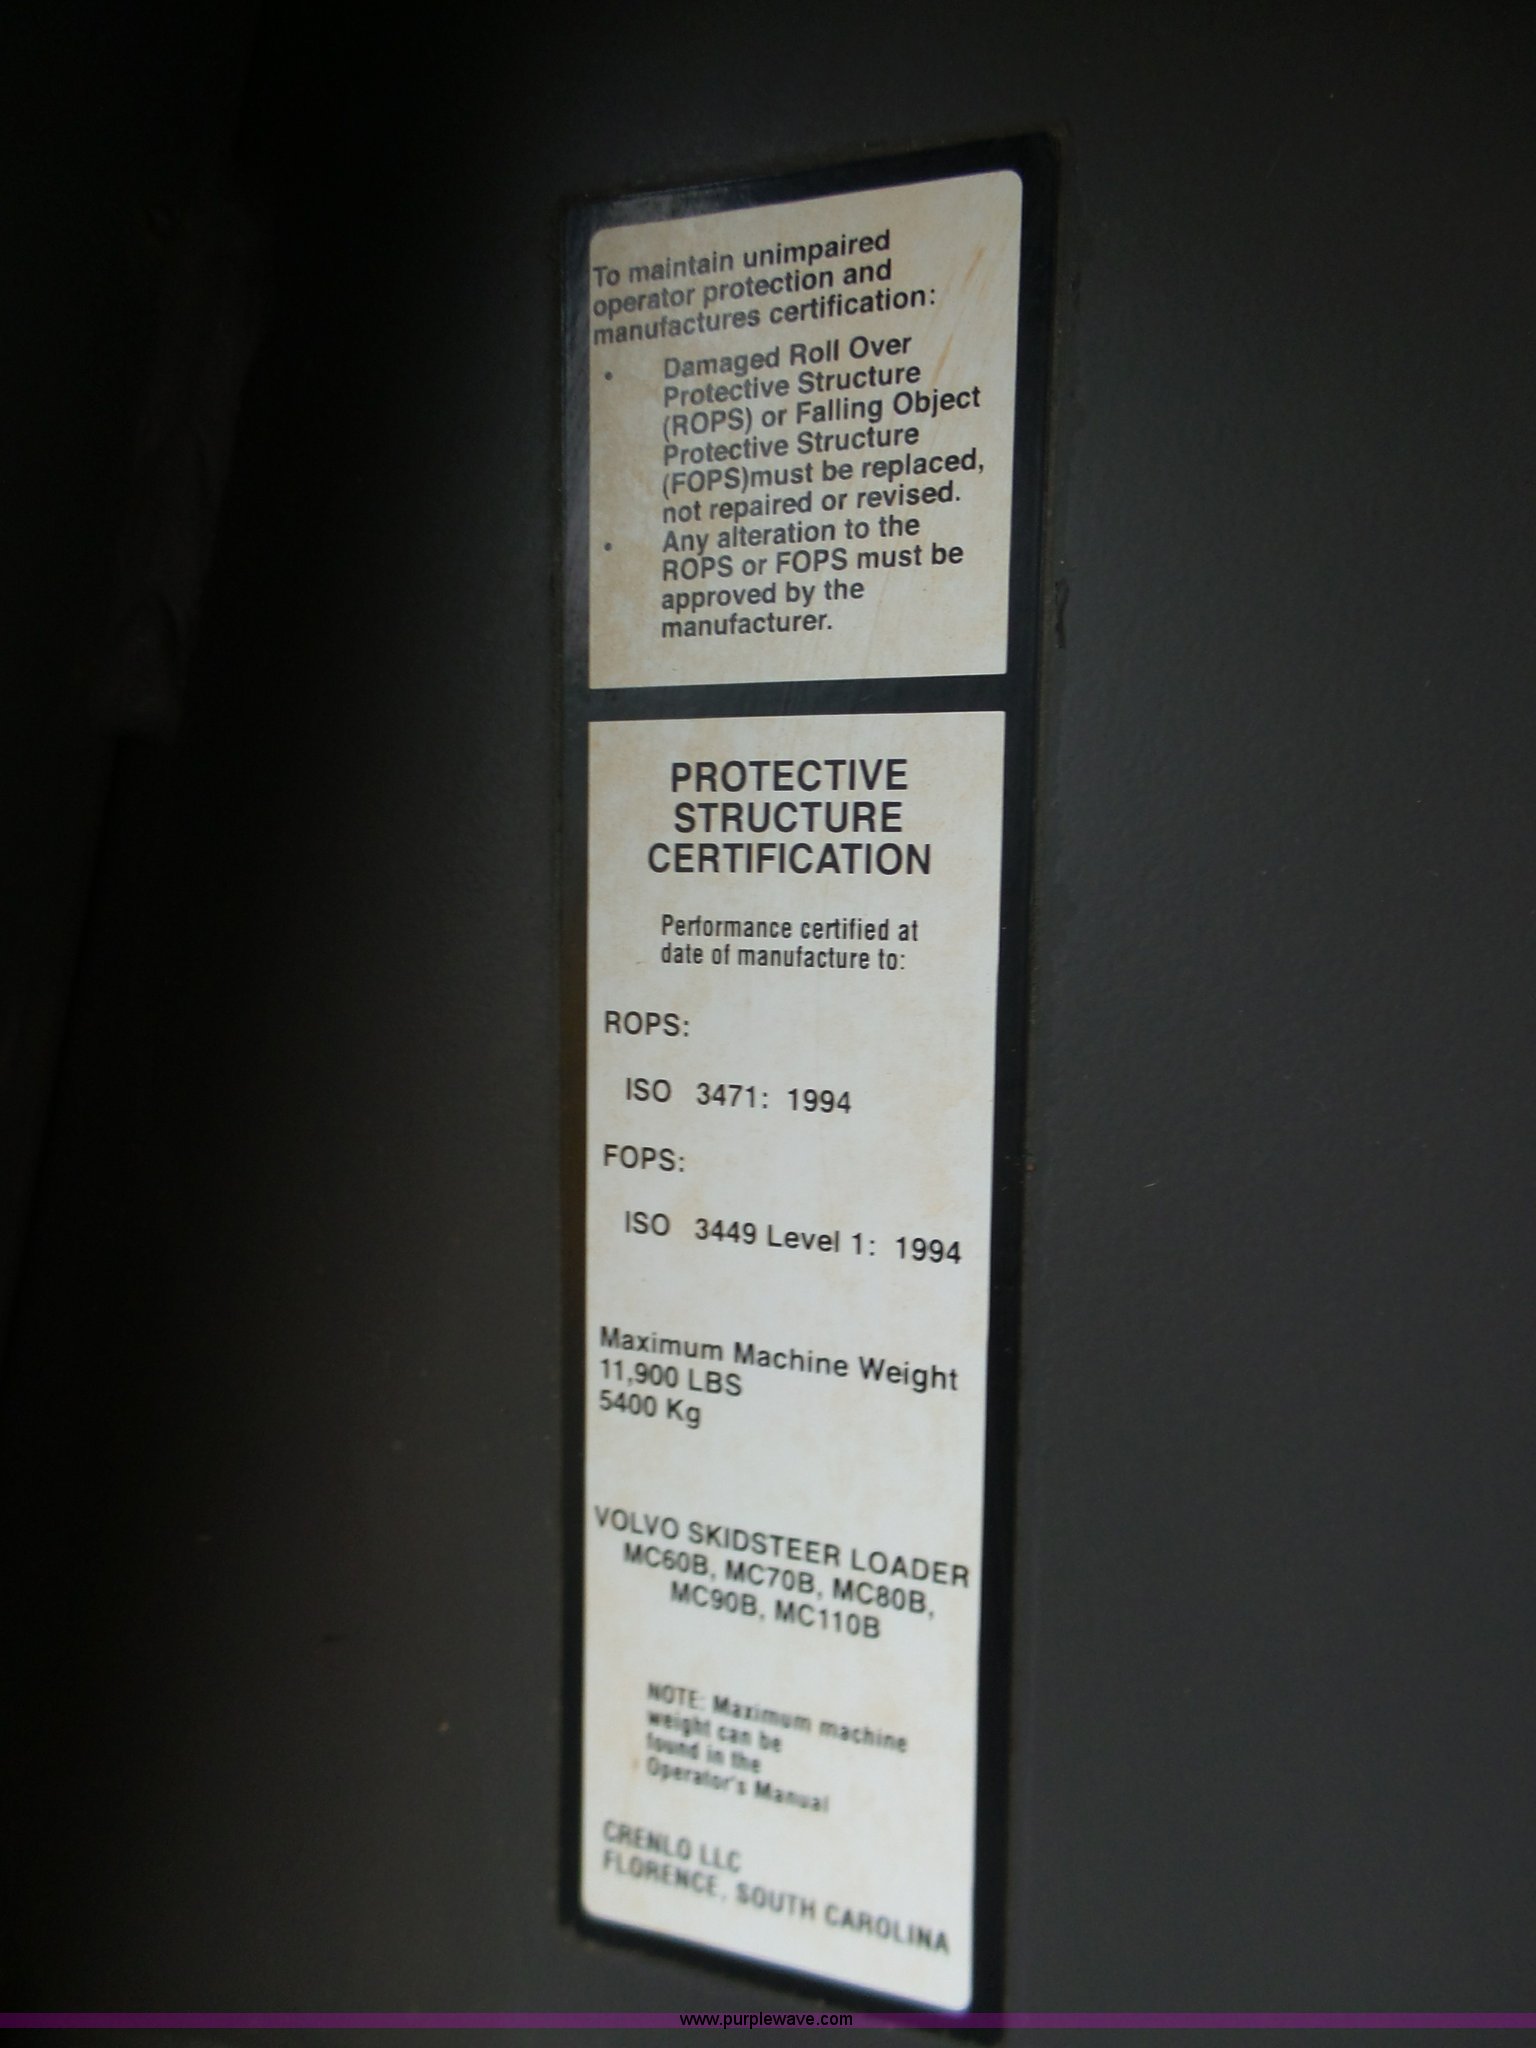 To maintain unimpaired
operator protection and
manufactures certification:
• Damaged Roll Over
Protective Structure
(ROPS) or Falling Object
Protective Structure
(FOPS)must be replaced,
not repaired or revised.
• Any alteration to the
ROPS or FOPS must be
approved by the
manufacturer.
PROTECTIVE
STRUCTURE
CERTIFICATION
Performance certified at
date of manufacture to:
ROPS:
ISO 3471: 1994
FOPS:
ISO 3449 Level 1: 1994
Maximum Machine Weight
11,900 LBS
5400 Kg
VOLVO SKIDSTEER LOADER
MC60B, MC70B, MC80B,
MC90B, MC110B
NOTE: Maximum machine
weight can be
found in the
Operator's Manual
CRENLO LLC
FLORENCE, SOUTH CAROLINA
www.purplewave.com